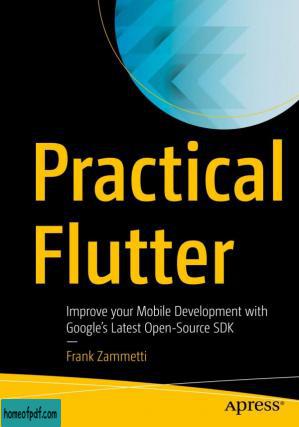 Practical
Flutter
Improve your Mobile Development with
Google's Latest Open-Source SDK
Frank Zammetti
homeofpdf.com
Apress®